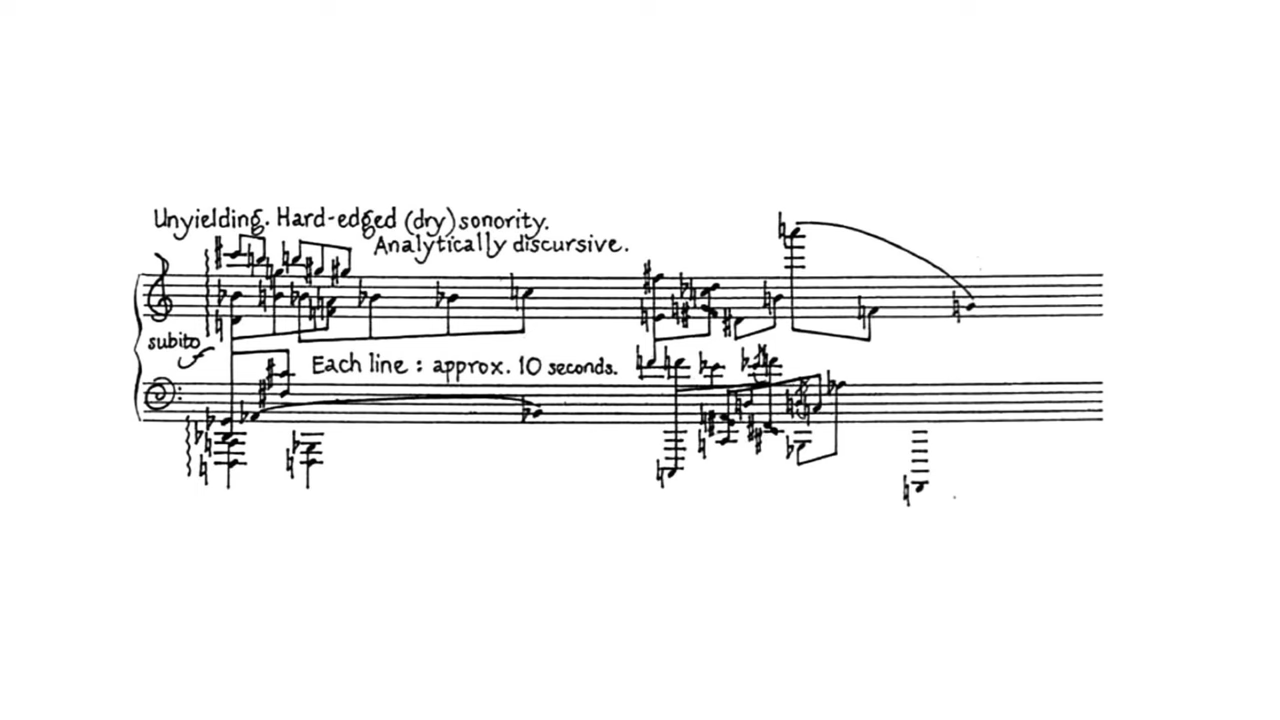 Unyielding. Hard-edged (dry) sonority.
Analytically discursive.
subito
f
Each line : approx. 10 seconds.